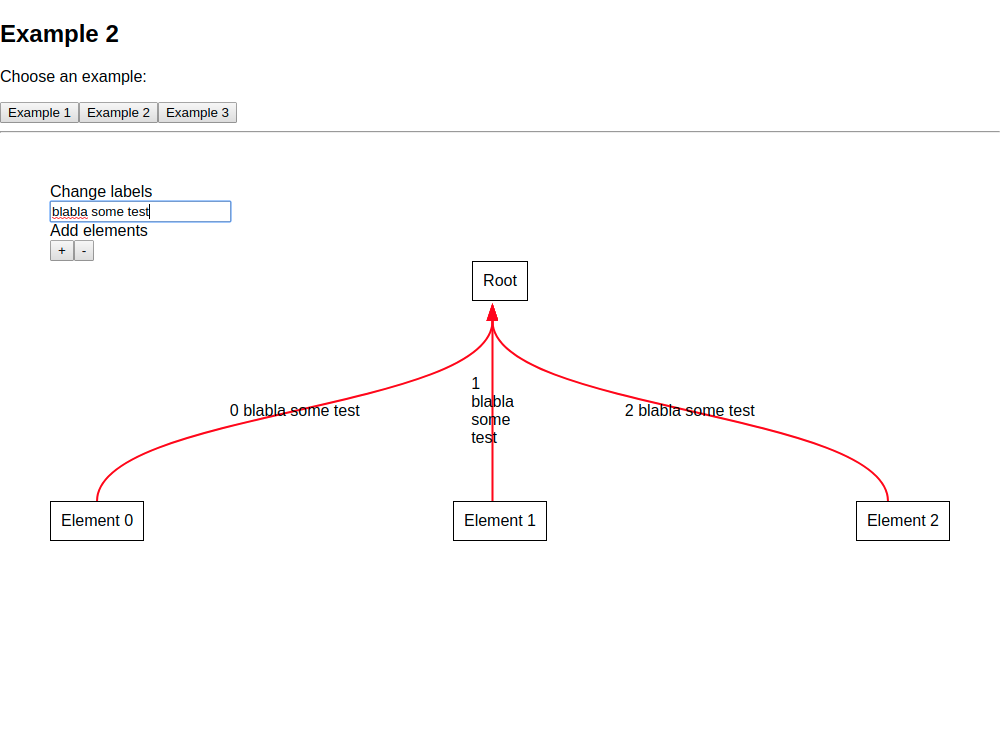 Example 2
Choose an example:
Example 1 Example 2 Example 3
Change labels
blabla some test
Add elements
+ -
Root
0 blabla some test
1
blabla
some
test
2 blabla some test
Element 0
Element 1
Element 2